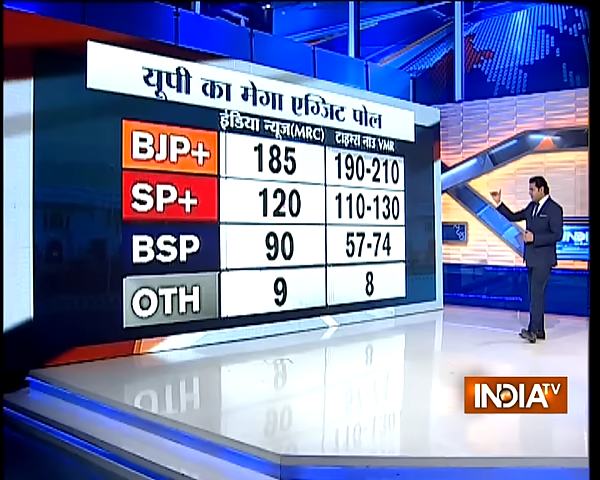 यूपी का मेगा एग्जिट पोल
इंडिया न्यूज(MRC) टाइम्स नाउ VMR
BJP+ 185 190-210
SP+ 120 110-130
BSP 90 57-74
OTH 9 8
INDIA TV